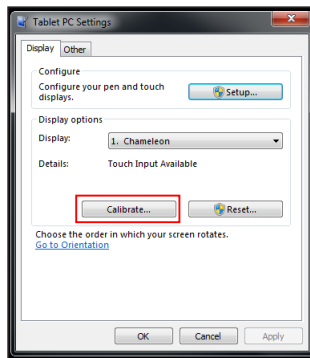 Tablet PC Settings
Display Other
Configure
Configure your pen and touch
displays.
Setup...
Display options
Display:
1. Chameleon
Details:
Touch Input Available
Calibrate...
Reset...
Choose the order in which your screen rotates.
Go to Orientation
OK
Cancel
Apply